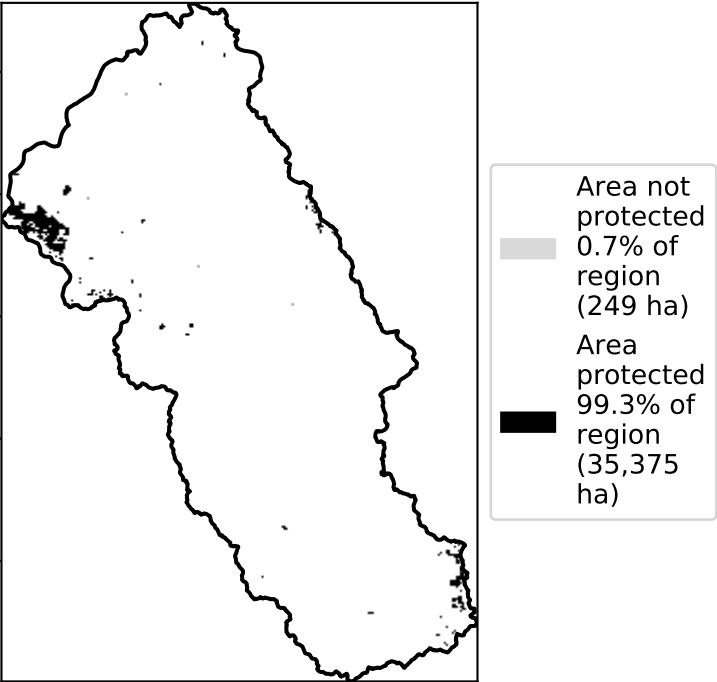 Area not
protected
0.7% of
region
(249 ha)
Area
protected
99.3% of
region
(35,375
ha)